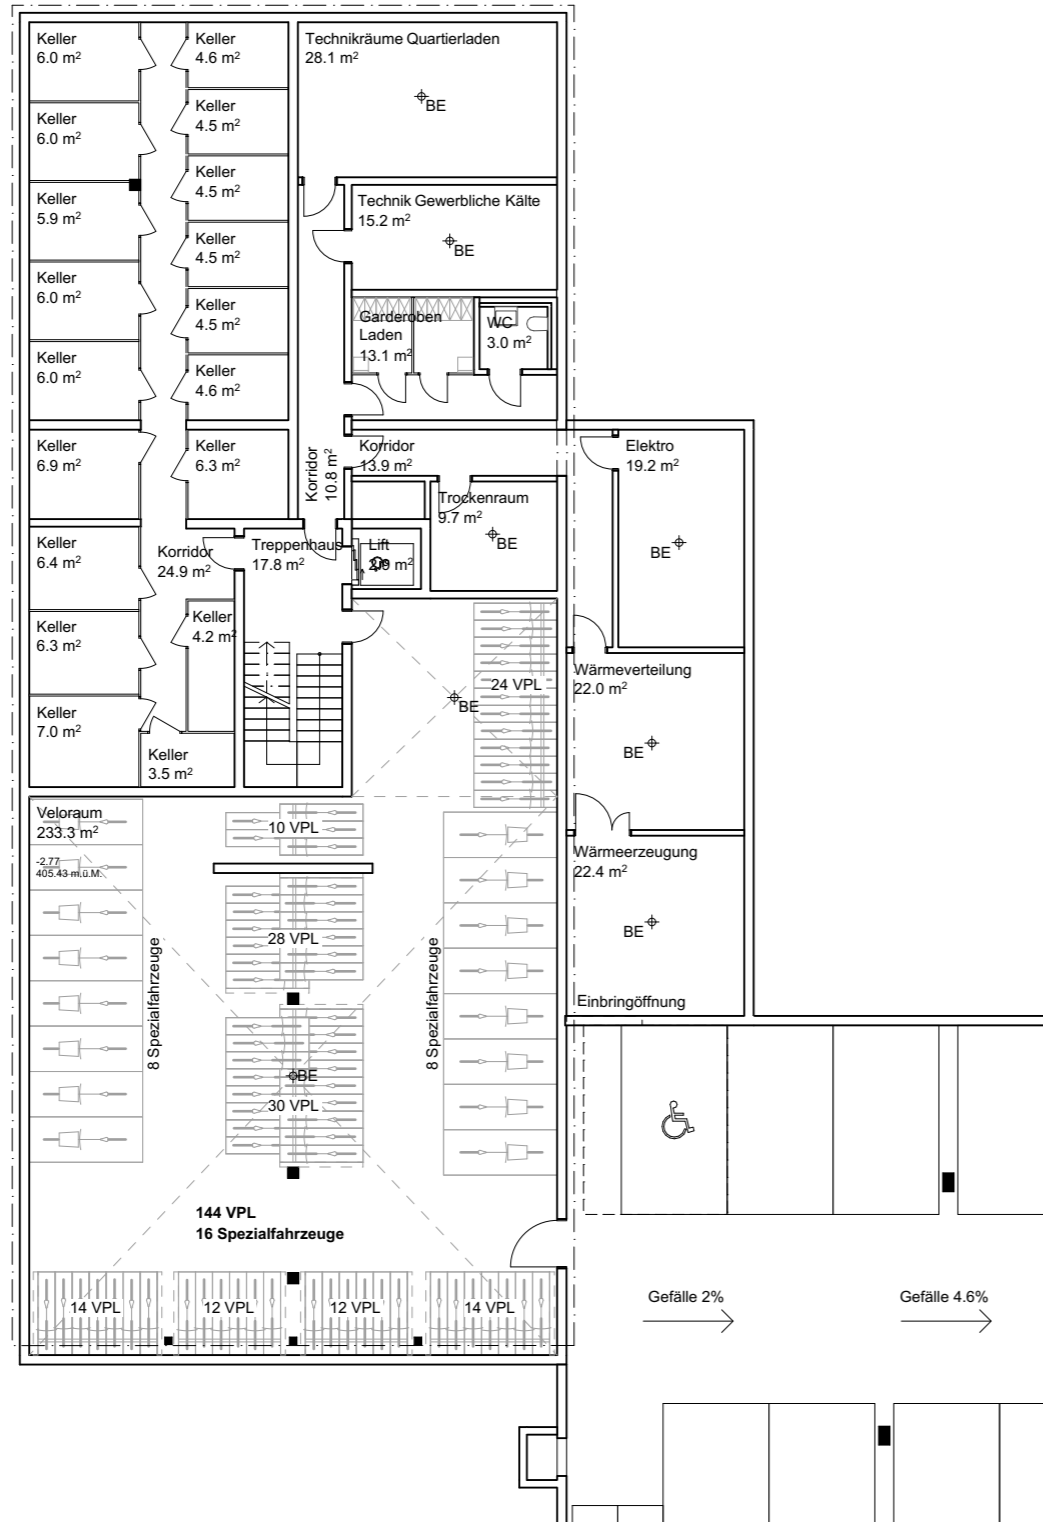 Keller
6.0 m²
Keller
4.6 m²
Technikräume Quartierladen
28.1 m²
BE
Keller
6.0 m²
Keller
4.5 m²
Keller
5.9 m²
Keller
4.5 m²
Technik Gewerbliche Kälte
15.2 m²
BE
Keller
6.0 m²
Keller
4.5 m²
Keller
4.5 m²
Garderoben
Laden
13.1 m²
WC
3.0 m²
Keller
6.0 m²
Keller
4.6 m²
Keller
6.9 m²
Keller
6.3 m²
Korridor
10.8 m²
Korridor
13.9 m²
Elektro
19.2 m²
BE
Trockenraum
9.7 m²
BE
Keller
6.4 m²
Korridor
24.9 m²
Treppenhaus
17.8 m²
Lift
2.9 m²
Keller
6.3 m²
Keller
4.2 m²
Keller
7.0 m²
Keller
3.5 m²
24 VPL
BE
Wärmeverteilung
22.0 m²
BE
Veloraum
233.3 m²
-2.77
405.43 m.ü.M.
10 VPL
Wärmeerzeugung
22.4 m²
BE
28 VPL
8 Spezialfahrzeuge
8 Spezialfahrzeuge
Einbringöffnung
BE
30 VPL
144 VPL
16 Spezialfahrzeuge
14 VPL
12 VPL
12 VPL
14 VPL
Gefälle 2%
Gefälle 4.6%